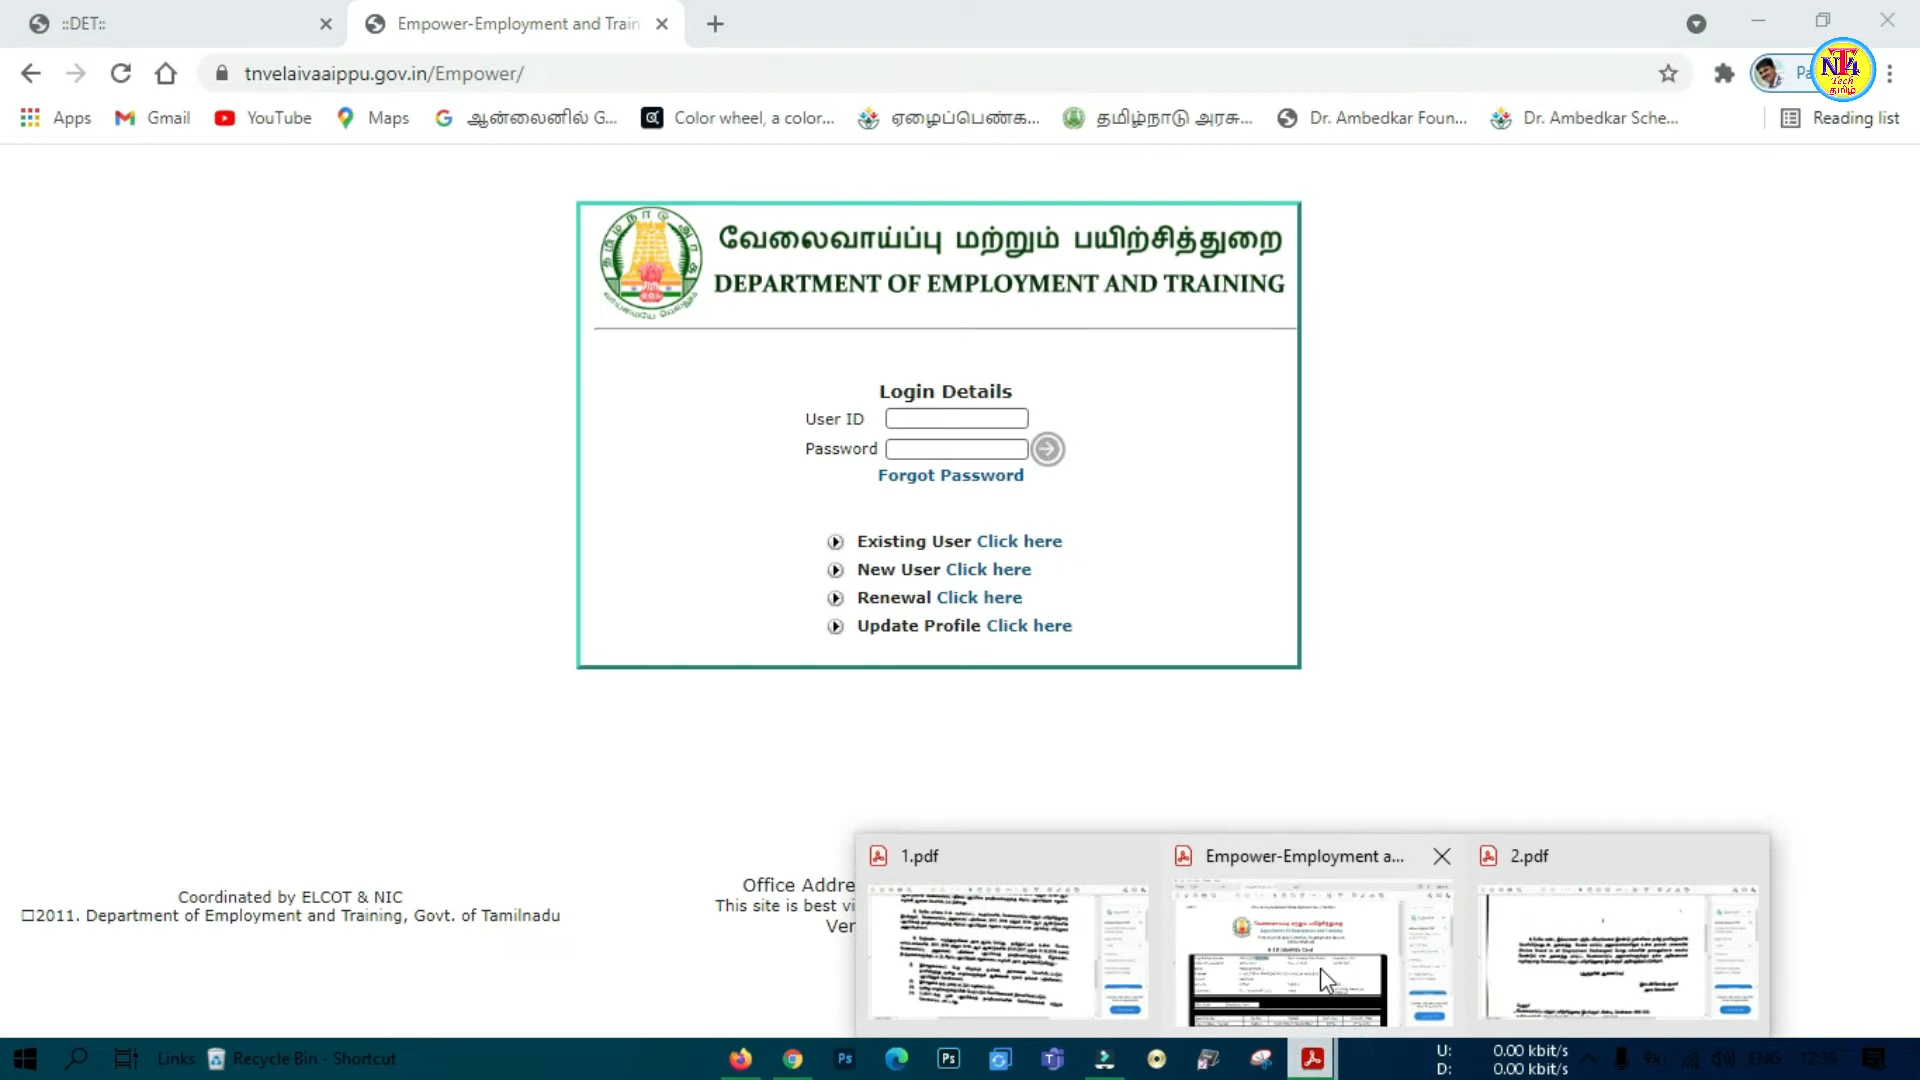 ::DET::
Empower-Employment and Train
tnvelaivaaippu.gov.in/Empower/
NT4
Tech
தமிழ்
Apps
Gmail
YouTube
Maps
ஆன்லைனில் G...
Color wheel, a color...
ஏழைப்பெண்க...
தமிழ்நாடு அரசு...
Dr. Ambedkar Foun...
Dr. Ambedkar Sche...
Reading list
வேலைவாய்ப்பு மற்றும் பயிற்சித்துறை
DEPARTMENT OF EMPLOYMENT AND TRAINING
Login Details
User ID
Password
Forgot Password
Existing User Click here
New User Click here
Renewal Click here
Update Profile Click here
Coordinated by ELCOT & NIC
2011. Department of Employment and Training, Govt. of Tamilnadu
Office Addre
This site is best vi
Ver
1.pdf
Empower-Employment a...
2.pdf
Links
Recycle Bin - Shortcut
U: 0.00 kbit/s
D: 0.00 kbit/s
ENG